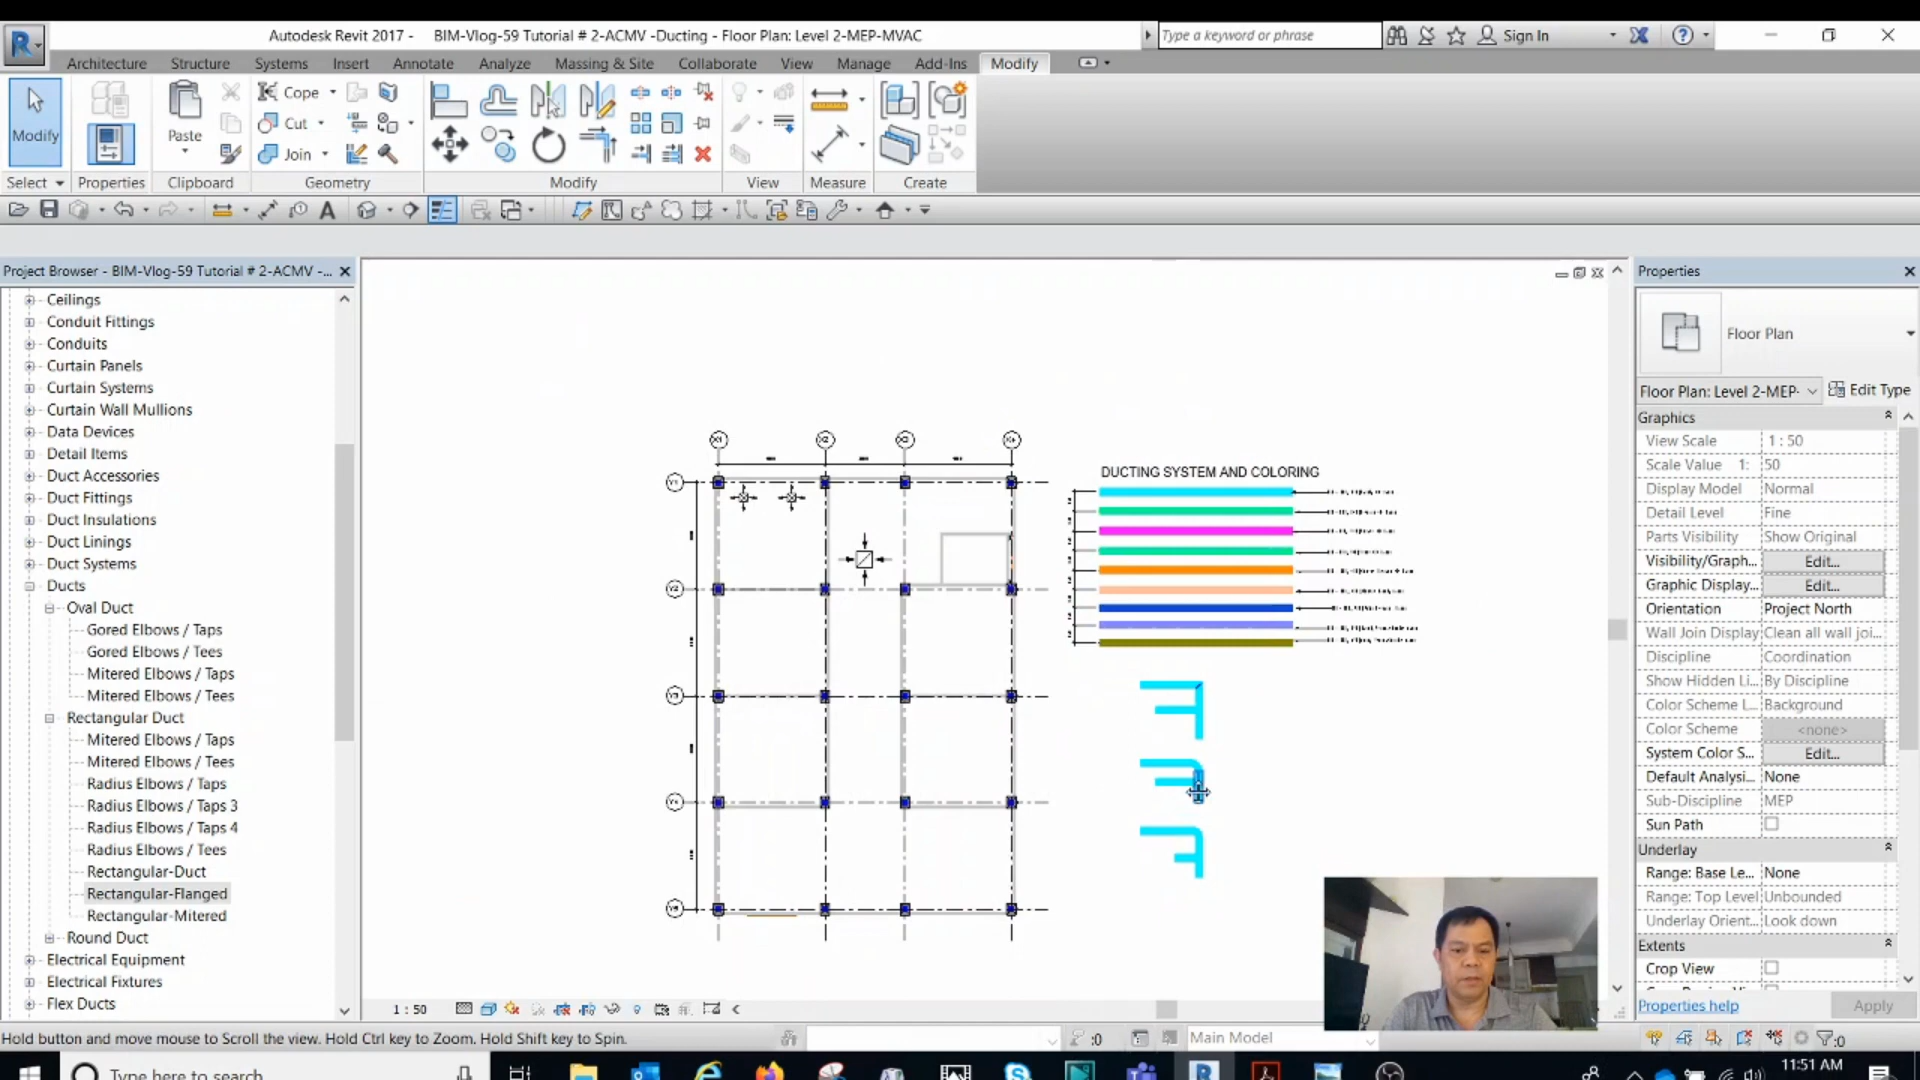 Autodesk Revit 2017 - BIM-Vlog-59 Tutorial # 2-ACMV -Ducting - Floor Plan: Level 2-MEP-MVAC
Type a keyword or phrase
Sign In
Architecture Structure Systems Insert Annotate Analyze Massing & Site Collaborate View Manage Add-Ins Modify
Modify
Paste
Cope
Cut
Join
Select Properties Clipboard Geometry Modify View Measure Create
Project Browser - BIM-Vlog-59 Tutorial # 2-ACMV -...
Ceilings
Conduit Fittings
Conduits
Curtain Panels
Curtain Systems
Curtain Wall Mullions
Data Devices
Detail Items
Duct Accessories
Duct Fittings
Duct Insulations
Duct Linings
Duct Systems
Ducts
Oval Duct
Gored Elbows / Taps
Gored Elbows / Tees
Mitered Elbows / Taps
Mitered Elbows / Tees
Rectangular Duct
Mitered Elbows / Taps
Mitered Elbows / Tees
Radius Elbows / Taps
Radius Elbows / Taps 3
Radius Elbows / Taps 4
Radius Elbows / Tees
Rectangular-Duct
Rectangular-Flanged
Rectangular-Mitered
Round Duct
Electrical Equipment
Electrical Fixtures
Flex Ducts
DUCTING SYSTEM AND COLORING
Properties
Floor Plan
Floor Plan: Level 2-MEP- Edit Type
Graphics
View Scale 1 : 50
Scale Value 1: 50
Display Model Normal
Detail Level Fine
Parts Visibility Show Original
Visibility/Graph... Edit...
Graphic Display... Edit...
Orientation Project North
Wall Join Display Clean all wall joi...
Discipline Coordination
Show Hidden Li... By Discipline
Color Scheme L... Background
Color Scheme <none>
System Color S... Edit...
Default Analysi... None
Sub-Discipline MEP
Sun Path
Underlay
Range: Base Le... None
Range: Top Level Unbounded
Underlay Orient... Look down
Extents
Crop View
Properties help Apply
1 : 50
Hold button and move mouse to Scroll the view. Hold Ctrl key to Zoom. Hold Shift key to Spin.
:0
Main Model
:0
Type here to search
11:51 AM